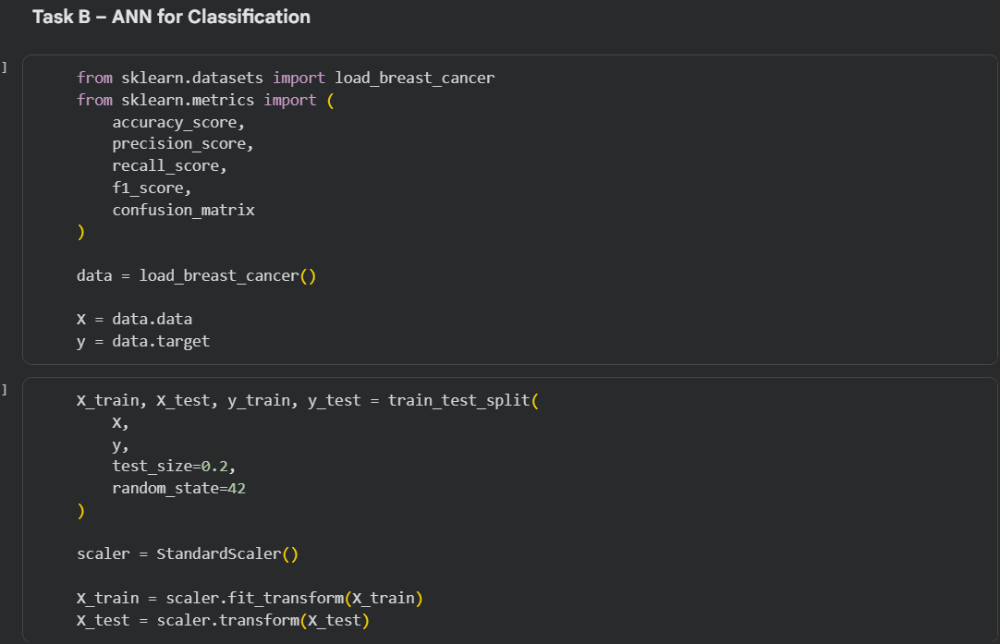 Task B – ANN for Classification
]
from sklearn.datasets import load_breast_cancer
from sklearn.metrics import (
    accuracy_score,
    precision_score,
    recall_score,
    f1_score,
    confusion_matrix
)
data = load_breast_cancer()
X = data.data
y = data.target
]
X_train, X_test, y_train, y_test = train_test_split(
    X,
    y,
    test_size=0.2,
    random_state=42
)
scaler = StandardScaler()
X_train = scaler.fit_transform(X_train)
X_test = scaler.transform(X_test)